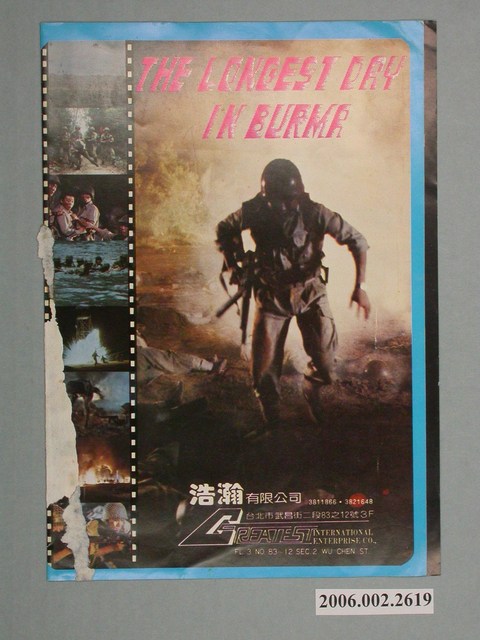 THE LONGEST DAY
IN BURMA
浩瀚有限公司 3811866・3821648
台北市武昌街二段83之12號3F
GREATEST INTERNATIONAL
ENTERPRISE CO.,
FL 3 NO 83-12 SEC 2 WU CHEN ST.
2006.002.2619